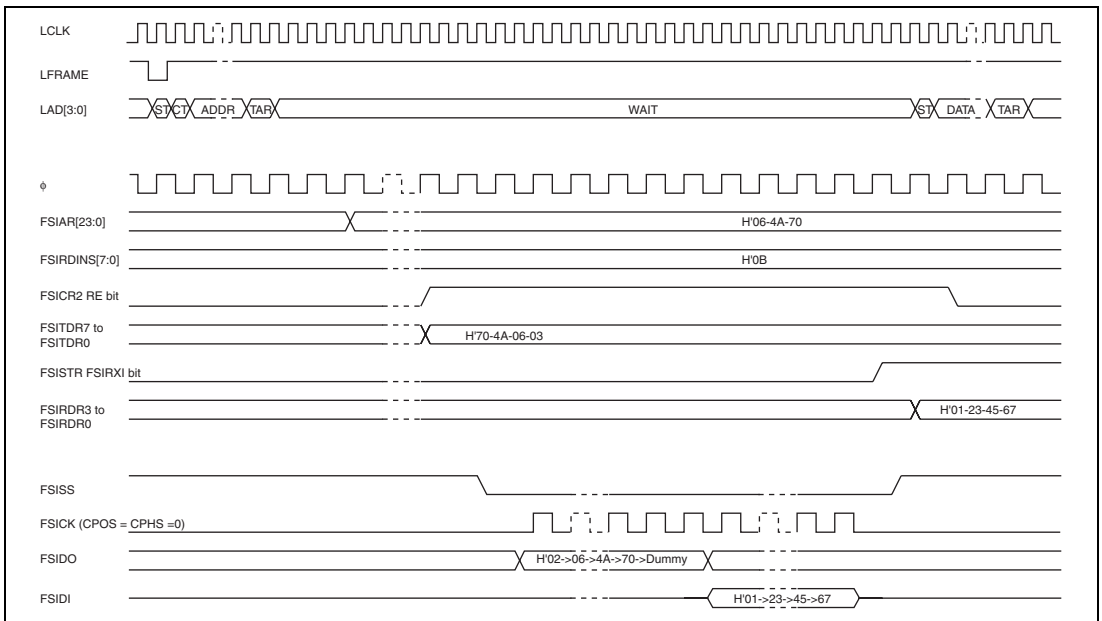 LCLK
LFRAME
LAD[3:0] ST CT ADDR TAR WAIT ST DATA TAR
ϕ
FSIAR[23:0] H'06-4A-70
FSIRDINS[7:0] H'0B
FSICR2 RE bit
FSITDR7 to
FSITDR0
H'70-4A-06-03
FSISTR FSIRXI bit
FSIRDR3 to
FSIRDR0
H'01-23-45-67
FSISS
FSICK (CPOS = CPHS =0)
FSIDO H'02->06->4A->70->Dummy
FSIDI H'01->23->45->67